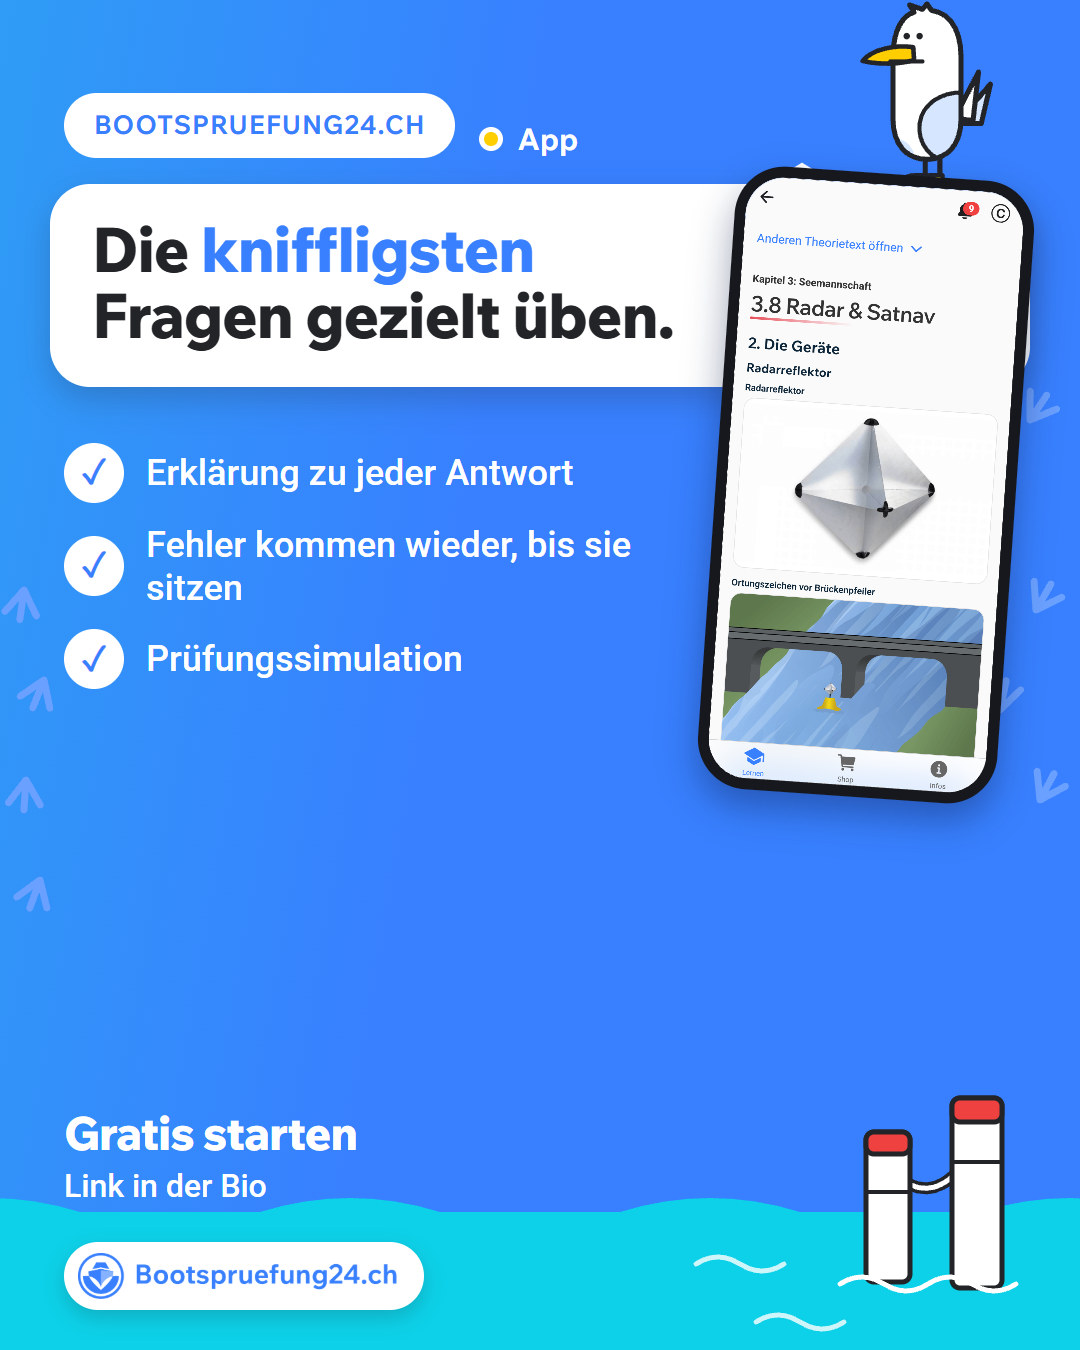 BOOTSPRUEFUNG24.CH
App
Die kniffligsten
Fragen gezielt üben.
Erklärung zu jeder Antwort
Fehler kommen wieder, bis sie
sitzen
Prüfungssimulation
9
C
Anderen Theorietext öffnen
Kapitel 3: Seemannschaft
3.8 Radar & Satnav
2. Die Geräte
Radarreflektor
Radarreflektor
Ortungszeichen vor Brückenpfeiler
Lernen
Shop
Infos
Gratis starten
Link in der Bio
Bootspruefung24.ch